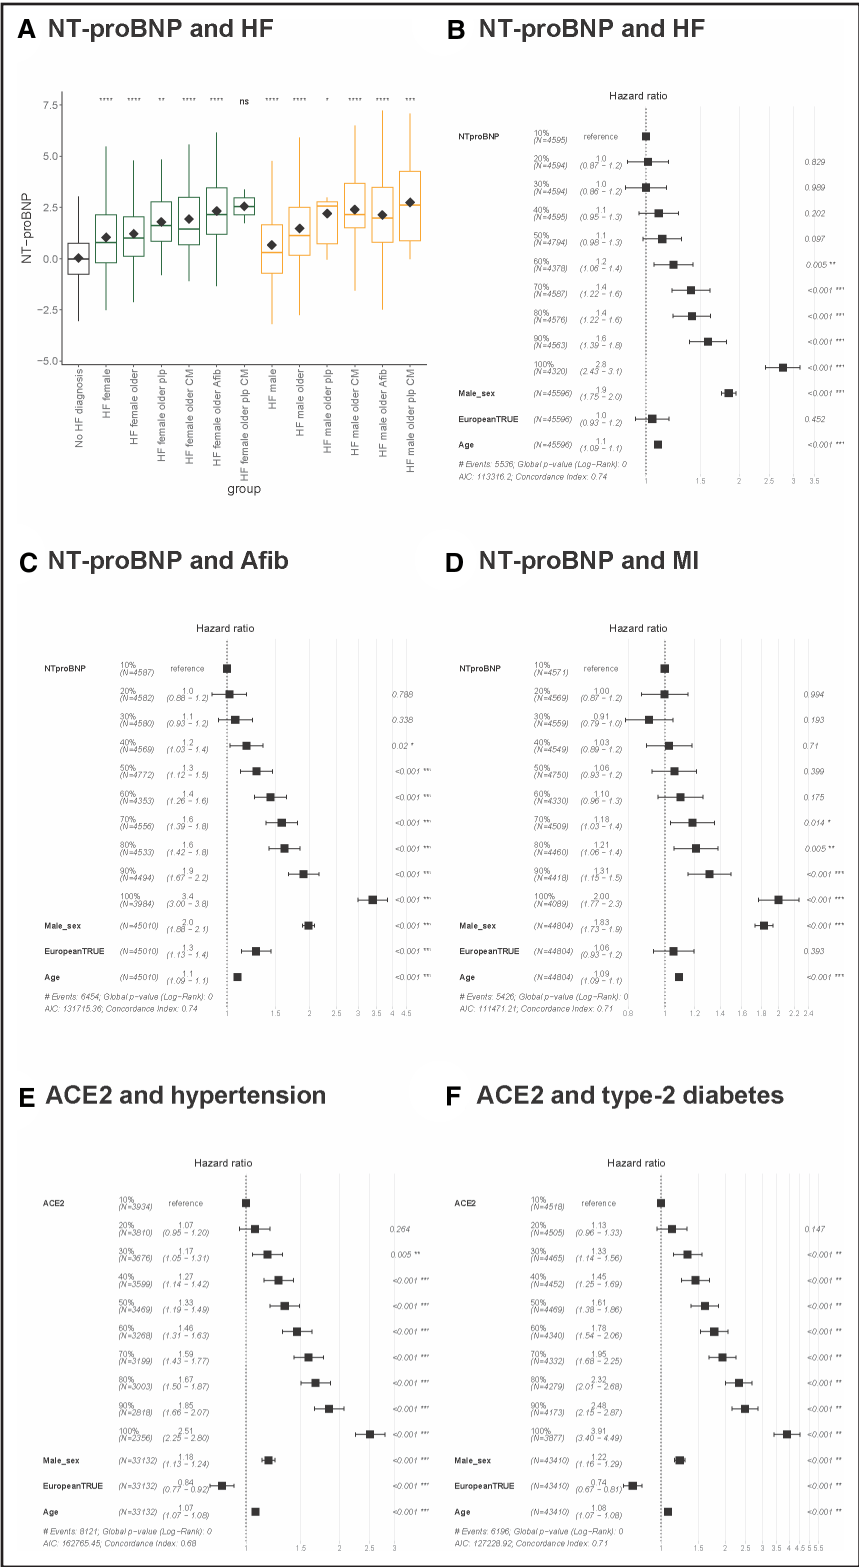 A NT-proBNP and HF
NT−proBNP
7.5
5.0
2.5
0.0
−2.5
−5.0
**** **** ** **** **** ns **** **** * **** **** ***
No HF diagnosis
HF female
HF female older
HF female older plp
HF female older CM
HF female older Afib
HF female older plp CM
HF male
HF male older
HF male older plp
HF male older CM
HF male older Afib
HF male older plp CM
group
B NT-proBNP and HF
Hazard ratio
NTproBNP 10% (N=4595) reference
20% (N=4594) 1.0 (0.87 − 1.2) 0.829
30% (N=4594) 1.0 (0.86 − 1.2) 0.989
40% (N=4595) 1.1 (0.95 − 1.3) 0.202
50% (N=4794) 1.1 (0.98 − 1.3) 0.097
60% (N=4378) 1.2 (1.06 − 1.4) 0.005 **
70% (N=4587) 1.4 (1.22 − 1.6) <0.001 ***
80% (N=4576) 1.4 (1.22 − 1.6) <0.001 ***
90% (N=4563) 1.6 (1.39 − 1.8) <0.001 ***
100% (N=4320) 2.8 (2.43 − 3.1) <0.001 ***
Male_sex (N=45596) 1.9 (1.75 − 2.0) <0.001 ***
EuropeanTRUE (N=45596) 1.0 (0.93 − 1.2) 0.452
Age (N=45596) 1.1 (1.09 − 1.1) <0.001 ***
# Events: 5536; Global p−value (Log−Rank): 0
AIC: 113316.2; Concordance Index: 0.74
1 1.5 2 2.5 3 3.5
C NT-proBNP and Afib
Hazard ratio
NTproBNP 10% (N=4587) reference
20% (N=4582) 1.0 (0.88 − 1.2) 0.788
30% (N=4580) 1.1 (0.93 − 1.2) 0.338
40% (N=4569) 1.2 (1.03 − 1.4) 0.02 *
50% (N=4772) 1.3 (1.12 − 1.5) <0.001 ***
60% (N=4353) 1.4 (1.26 − 1.6) <0.001 ***
70% (N=4556) 1.6 (1.39 − 1.8) <0.001 ***
80% (N=4533) 1.6 (1.42 − 1.8) <0.001 ***
90% (N=4494) 1.9 (1.67 − 2.2) <0.001 ***
100% (N=3984) 3.4 (3.00 − 3.8) <0.001 ***
Male_sex (N=45010) 2.0 (1.88 − 2.1) <0.001 ***
EuropeanTRUE (N=45010) 1.3 (1.13 − 1.4) <0.001 ***
Age (N=45010) 1.1 (1.09 − 1.1) <0.001 ***
# Events: 6454; Global p−value (Log−Rank): 0
AIC: 131715.36; Concordance Index: 0.74
1 1.5 2 2.5 3 3.5 4 4.5
D NT-proBNP and MI
Hazard ratio
NTproBNP 10% (N=4571) reference
20% (N=4569) 1.00 (0.87 − 1.2) 0.994
30% (N=4559) 0.91 (0.79 − 1.0) 0.193
40% (N=4549) 1.03 (0.89 − 1.2) 0.71
50% (N=4750) 1.06 (0.93 − 1.2) 0.399
60% (N=4330) 1.10 (0.96 − 1.3) 0.175
70% (N=4509) 1.18 (1.03 − 1.4) 0.014 *
80% (N=4460) 1.21 (1.06 − 1.4) 0.005 **
90% (N=4418) 1.31 (1.15 − 1.5) <0.001 ***
100% (N=4089) 2.00 (1.77 − 2.3) <0.001 ***
Male_sex (N=44804) 1.83 (1.73 − 1.9) <0.001 ***
EuropeanTRUE (N=44804) 1.06 (0.93 − 1.2) 0.393
Age (N=44804) 1.09 (1.09 − 1.1) <0.001 ***
# Events: 5426; Global p−value (Log−Rank): 0
AIC: 111471.21; Concordance Index: 0.71
0.8 1 1.2 1.4 1.6 1.8 2 2.2 2.4
E ACE2 and hypertension
Hazard ratio
ACE2 10% (N=3934) reference
20% (N=3810) 1.07 (0.95 − 1.20) 0.264
30% (N=3676) 1.17 (1.05 − 1.31) 0.005 **
40% (N=3599) 1.27 (1.14 − 1.42) <0.001 ***
50% (N=3469) 1.33 (1.19 − 1.49) <0.001 ***
60% (N=3268) 1.46 (1.31 − 1.63) <0.001 ***
70% (N=3199) 1.59 (1.43 − 1.77) <0.001 ***
80% (N=3003) 1.67 (1.50 − 1.87) <0.001 ***
90% (N=2818) 1.85 (1.66 − 2.07) <0.001 ***
100% (N=2356) 2.51 (2.25 − 2.80) <0.001 ***
Male_sex (N=33132) 1.18 (1.13 − 1.24) <0.001 ***
EuropeanTRUE (N=33132) 0.84 (0.77 − 0.92) <0.001 ***
Age (N=33132) 1.07 (1.07 − 1.08) <0.001 ***
# Events: 8121; Global p−value (Log−Rank): 0
AIC: 162765.45; Concordance Index: 0.68
1 1.5 2 2.5 3
F ACE2 and type-2 diabetes
Hazard ratio
ACE2 10% (N=4518) reference
20% (N=4505) 1.13 (0.96 − 1.33) 0.147
30% (N=4465) 1.33 (1.14 − 1.56) <0.001 **
40% (N=4452) 1.45 (1.25 − 1.69) <0.001 **
50% (N=4469) 1.61 (1.38 − 1.86) <0.001 **
60% (N=4340) 1.78 (1.54 − 2.06) <0.001 **
70% (N=4332) 1.95 (1.68 − 2.25) <0.001 **
80% (N=4279) 2.32 (2.01 − 2.68) <0.001 **
90% (N=4173) 2.48 (2.15 − 2.87) <0.001 **
100% (N=3877) 3.91 (3.40 − 4.49) <0.001 **
Male_sex (N=43410) 1.22 (1.16 − 1.29) <0.001 **
EuropeanTRUE (N=43410) 0.74 (0.67 − 0.81) <0.001 **
Age (N=43410) 1.08 (1.07 − 1.08) <0.001 **
# Events: 6196; Global p−value (Log−Rank): 0
AIC: 127228.92; Concordance Index: 0.71
1 1.5 2 2.5 3 3.5 4 4.5 5 5.5